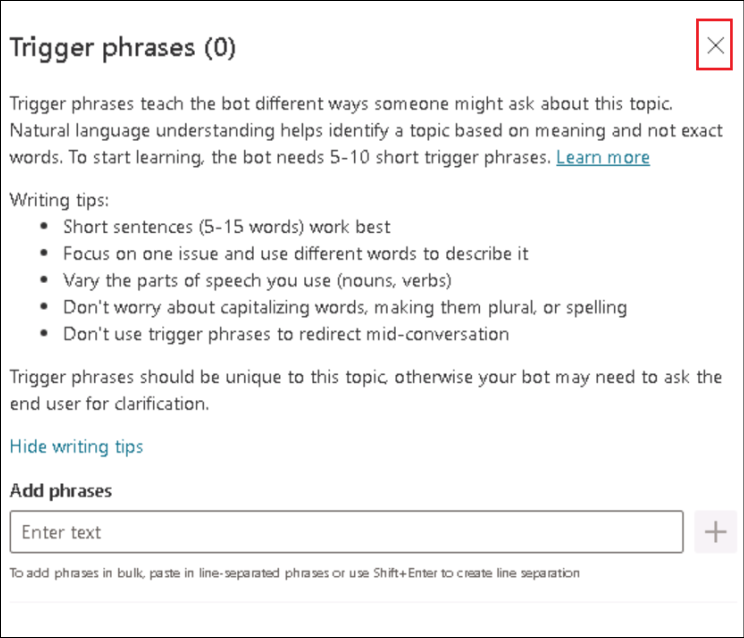 Trigger phrases (0)
Trigger phrases teach the bot different ways someone might ask about this topic.
Natural language understanding helps identify a topic based on meaning and not exact
words. To start learning, the bot needs 5-10 short trigger phrases. Learn more
Writing tips:
• Short sentences (5-15 words) work best
• Focus on one issue and use different words to describe it
• Vary the parts of speech you use (nouns, verbs)
• Don't worry about capitalizing words, making them plural, or spelling
• Don't use trigger phrases to redirect mid-conversation
Trigger phrases should be unique to this topic, otherwise your bot may need to ask the
end user for clarification.
Hide writing tips
Add phrases
Enter text
To add phrases in bulk, paste in line-separated phrases or use Shift+Enter to create line separation